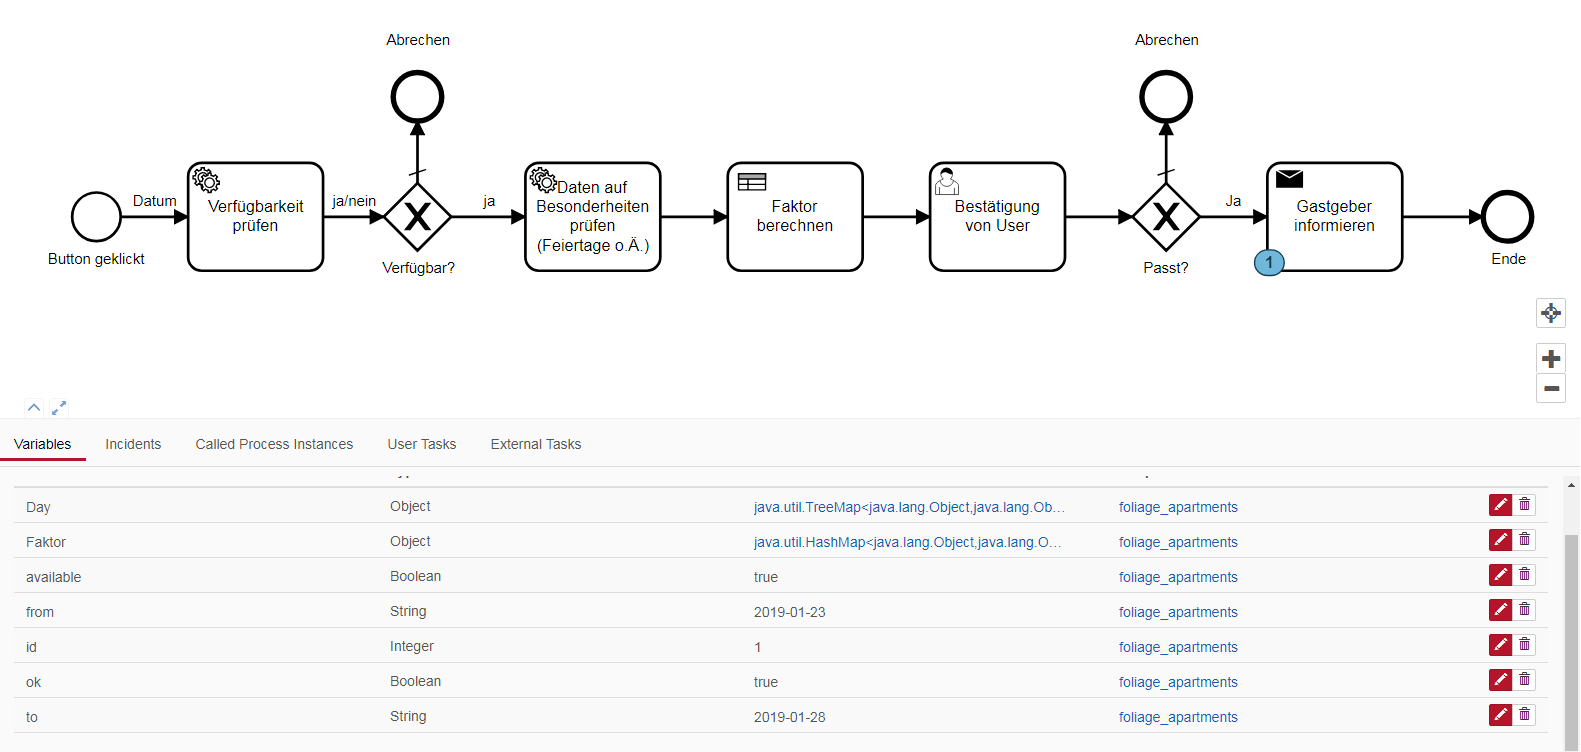 Abrechen
Abrechen
Datum
Verfügbarkeit
prüfen
ja/nein
ja
Daten auf
Besonderheiten
prüfen
(Feiertage o.Ä.)
Faktor
berechnen
Bestätigung
von User
Ja
Gastgeber
informieren
1
Button geklickt
Verfügbar?
Passt?
Ende
Variables Incidents Called Process Instances User Tasks External Tasks
Day Object java.util.TreeMap<java.lang.Object,java.lang.Ob... foliage_apartments
Faktor Object java.util.HashMap<java.lang.Object,java.lang.O... foliage_apartments
available Boolean true foliage_apartments
from String 2019-01-23 foliage_apartments
id Integer 1 foliage_apartments
ok Boolean true foliage_apartments
to String 2019-01-28 foliage_apartments